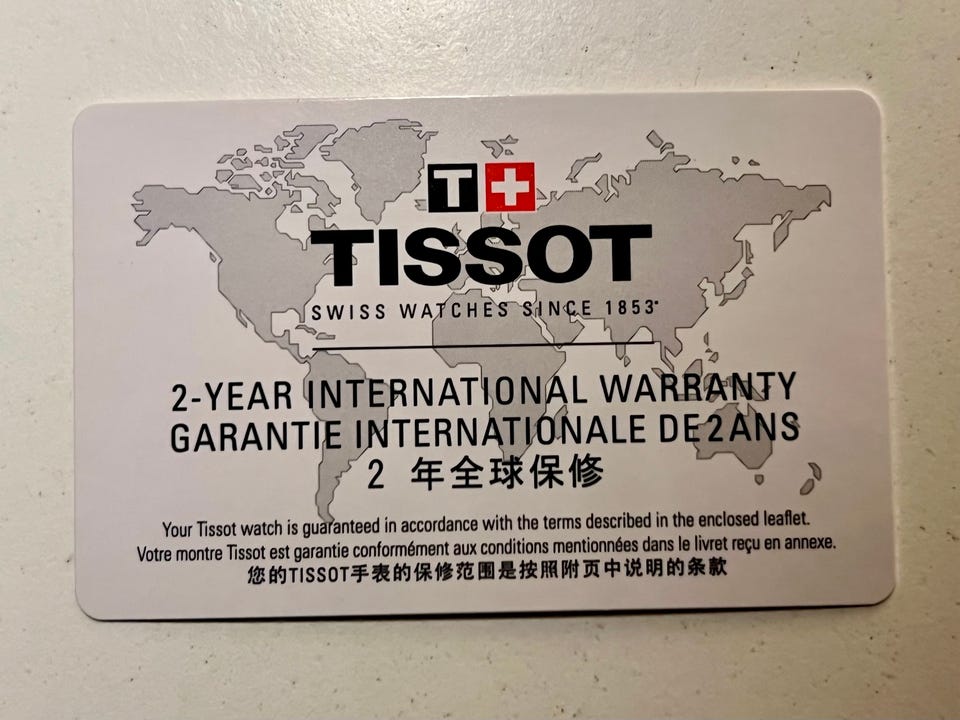 T+
TISSOT
SWISS WATCHES SINCE 1853*
2-YEAR INTERNATIONAL WARRANTY
GARANTIE INTERNATIONALE DE 2 ANS
2 年全球保修
Your Tissot watch is guaranteed in accordance with the terms described in the enclosed leaflet.
Votre montre Tissot est garantie conformément aux conditions mentionnées dans le livret reçu en annexe.
您的TISSOT手表的保修范围是按照附页中说明的条款